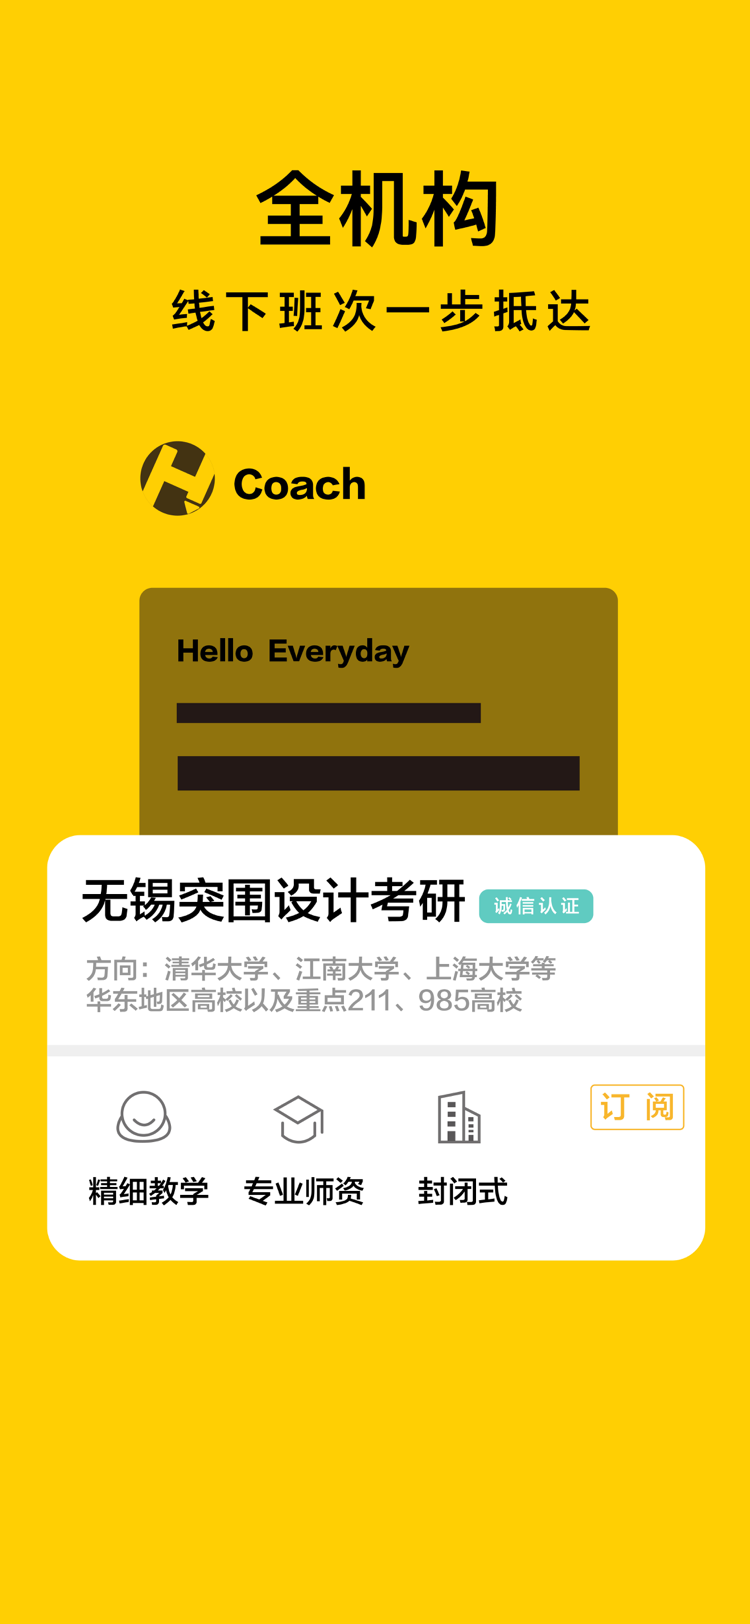 全机构
线下班次一步抵达
Coach
Hello Everyday
无锡突围设计考研
诚信认证
方向：清华大学、江南大学、上海大学等
华东地区高校以及重点211、985高校
订阅
精细教学
专业师资
封闭式